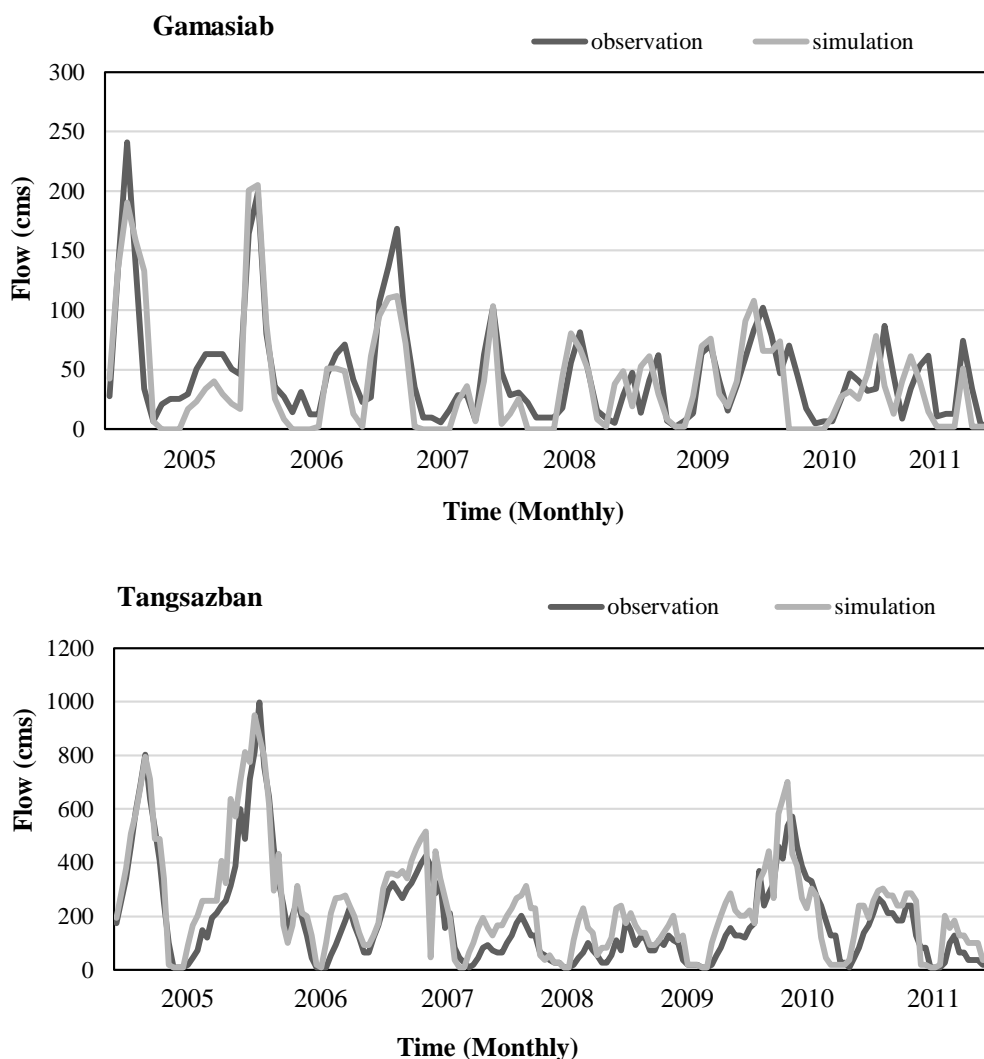 Gamasiab
observation simulation
Flow (cms)
300
250
200
150
100
50
0
2005 2006 2007 2008 2009 2010 2011
Time (Monthly)
Tangsazban
observation simulation
Flow (cms)
1200
1000
800
600
400
200
0
2005 2006 2007 2008 2009 2010 2011
Time (Monthly)